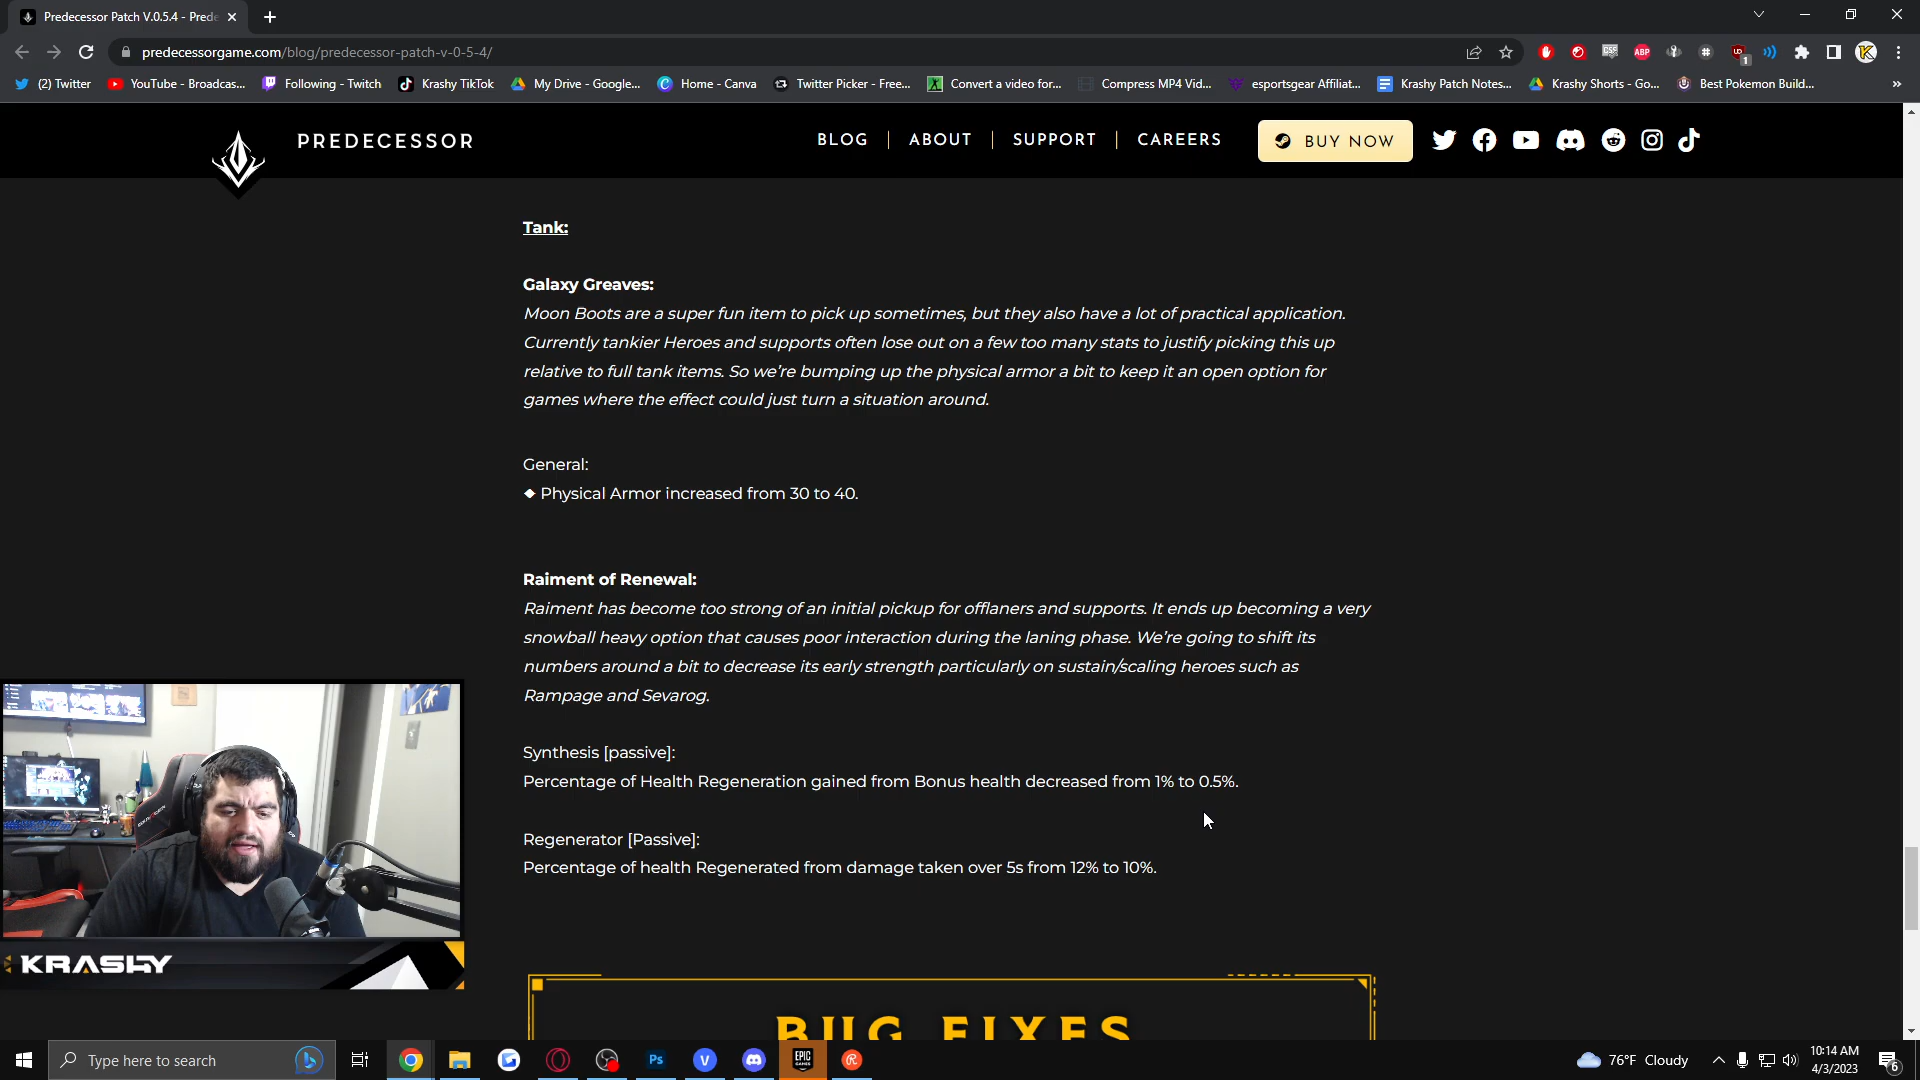 Predecessor Patch V.0.5.4 - Prede
predecessorgame.com/blog/predecessor-patch-v-0-5-4/
(2) Twitter
YouTube - Broadcas...
Following - Twitch
Krashy TikTok
My Drive - Google...
Home - Canva
Twitter Picker - Free...
Convert a video for...
Compress MP4 Vid...
esportsgear Affiliat...
Krashy Patch Notes...
Krashy Shorts - Go...
Best Pokemon Build...
»
PREDECESSOR
BLOG | ABOUT | SUPPORT | CAREERS
BUY NOW
Tank:
Galaxy Greaves:
Moon Boots are a super fun item to pick up sometimes, but they also have a lot of practical application.
Currently tankier Heroes and supports often lose out on a few too many stats to justify picking this up
relative to full tank items. So we're bumping up the physical armor a bit to keep it an open option for
games where the effect could just turn a situation around.
General:
◆ Physical Armor increased from 30 to 40.
Raiment of Renewal:
Raiment has become too strong of an initial pickup for offlaners and supports. It ends up becoming a very
snowball heavy option that causes poor interaction during the laning phase. We're going to shift its
numbers around a bit to decrease its early strength particularly on sustain/scaling heroes such as
Rampage and Sevarog.
Synthesis [passive]:
Percentage of Health Regeneration gained from Bonus health decreased from 1% to 0.5%.
Regenerator [Passive]:
Percentage of health Regenerated from damage taken over 5s from 12% to 10%.
KRASHY
BUG FIXES
Type here to search
Ps
V
EPIC
GAMES
76°F Cloudy
10:14 AM
4/3/2023
6